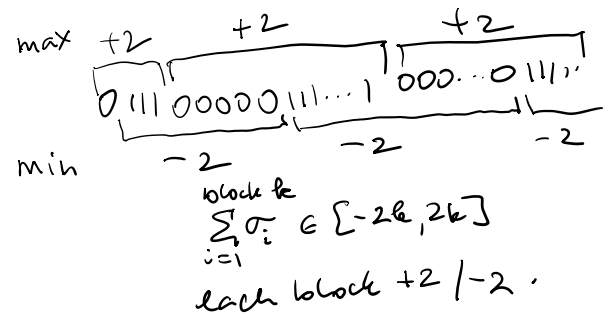 max +2 +2 +2
0 111 00000 111...1 000...0 111..
min -2 -2 -2
block k
∑ σᵢ ∈ [-2k, 2k]
i=1
each block +2 / -2 .